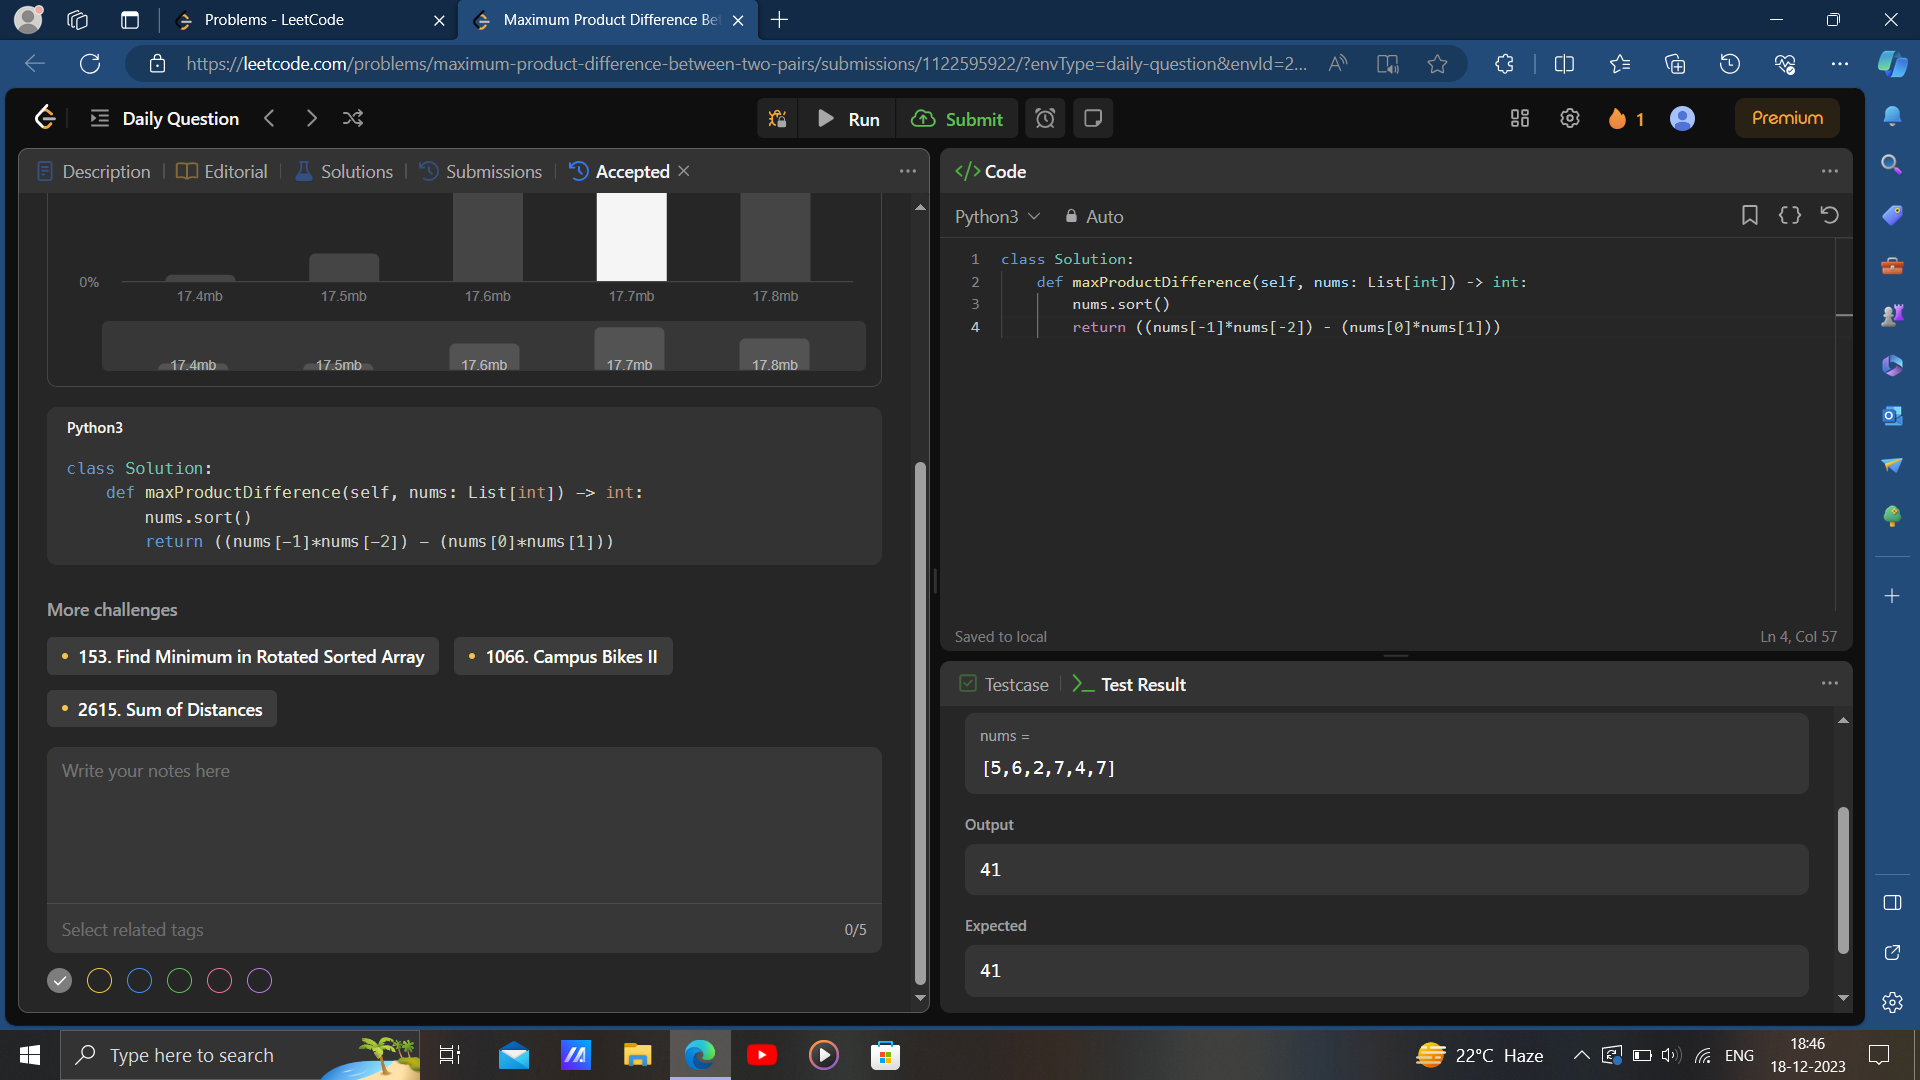 Problems - LeetCode
Maximum Product Difference Be
https://leetcode.com/problems/maximum-product-difference-between-two-pairs/submissions/1122595922/?envType=daily-question&envId=2...
Daily Question
Run
Submit
1
Premium
Description
Editorial
Solutions
Submissions
Accepted
0%
17.4mb
17.5mb
17.6mb
17.7mb
17.8mb
17.4mb
17.5mb
17.6mb
17.7mb
17.8mb
Python3
class Solution:
def maxProductDifference(self, nums: List[int]) -> int:
nums.sort()
return ((nums[-1]*nums[-2]) - (nums[0]*nums[1]))
More challenges
153. Find Minimum in Rotated Sorted Array
1066. Campus Bikes II
2615. Sum of Distances
Write your notes here
Select related tags
0/5
</> Code
Python3
Auto
1 class Solution:
2 def maxProductDifference(self, nums: List[int]) -> int:
3 nums.sort()
4 return ((nums[-1]*nums[-2]) - (nums[0]*nums[1]))
Saved to local
Ln 4, Col 57
Testcase
Test Result
nums =
[5,6,2,7,4,7]
Output
41
Expected
41
Type here to search
22°C Haze
ENG
18:46
18-12-2023